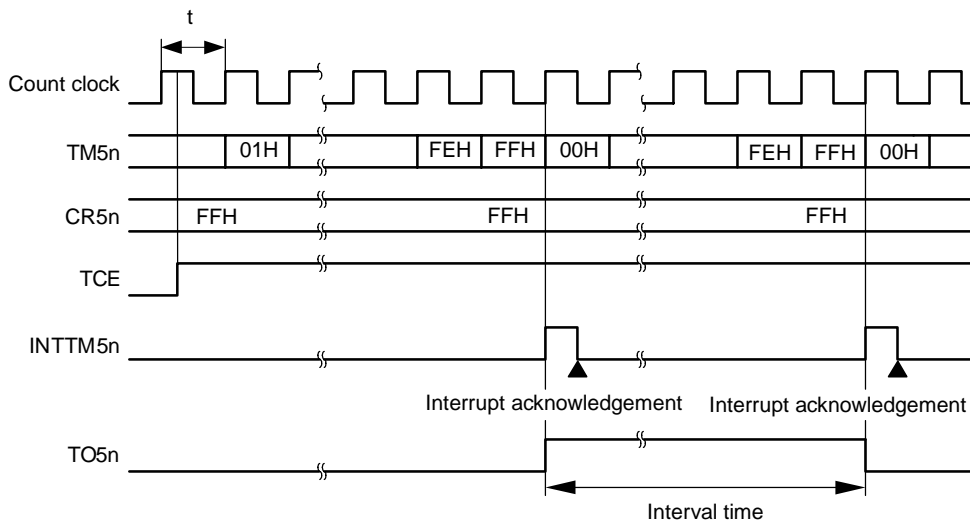 t
Count clock
TM5n 01H FEH FFH 00H FEH FFH 00H
CR5n FFH FFH FFH
TCE
INTTM5n
Interrupt acknowledgement Interrupt acknowledgement
TO5n
Interval time